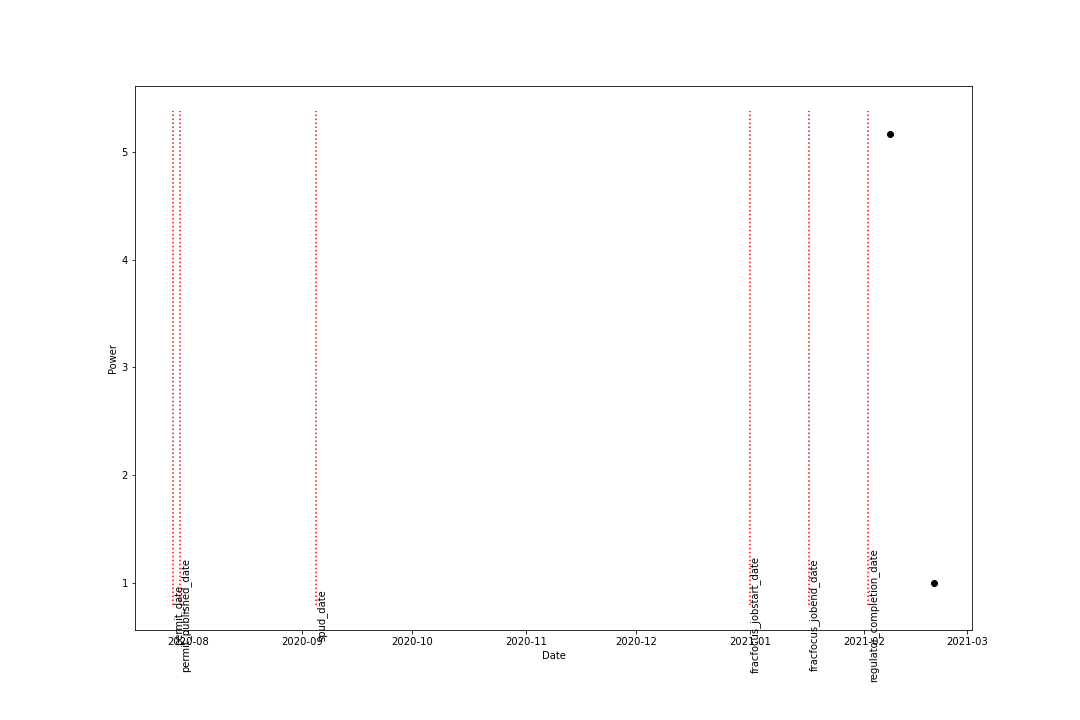 5
4
3
2
1
Power
permit_date
permit_published_date
spud_date
fracfocus_jobstart_date
fracfocus_jobend_date
regulator_completion_date
2020-08
2020-09
2020-10
2020-11
2020-12
2021-01
2021-02
2021-03
Date